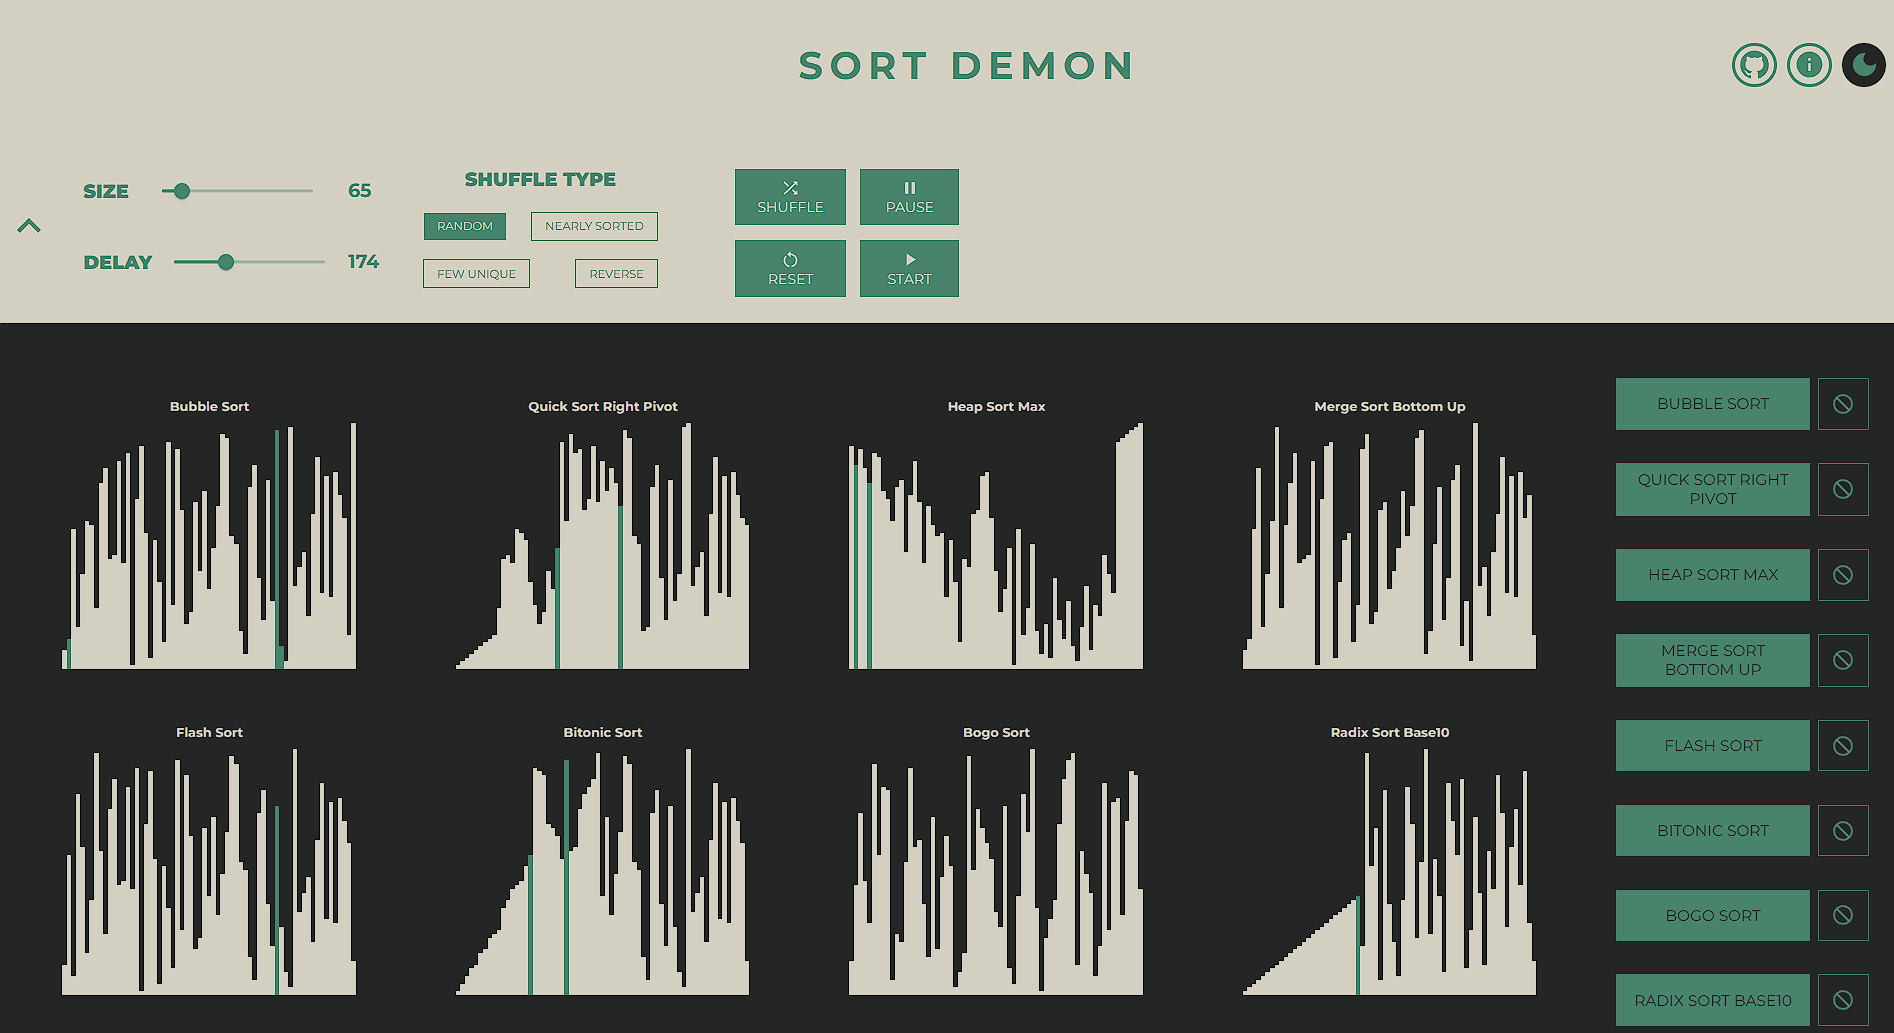 SORT DEMON
SIZE
65
SHUFFLE TYPE
SHUFFLE
PAUSE
RANDOM
NEARLY SORTED
DELAY
174
FEW UNIQUE
REVERSE
RESET
START
Bubble Sort
Quick Sort Right Pivot
Heap Sort Max
Merge Sort Bottom Up
Flash Sort
Bitonic Sort
Bogo Sort
Radix Sort Base10
BUBBLE SORT
QUICK SORT RIGHT
PIVOT
HEAP SORT MAX
MERGE SORT
BOTTOM UP
FLASH SORT
BITONIC SORT
BOGO SORT
RADIX SORT BASE10